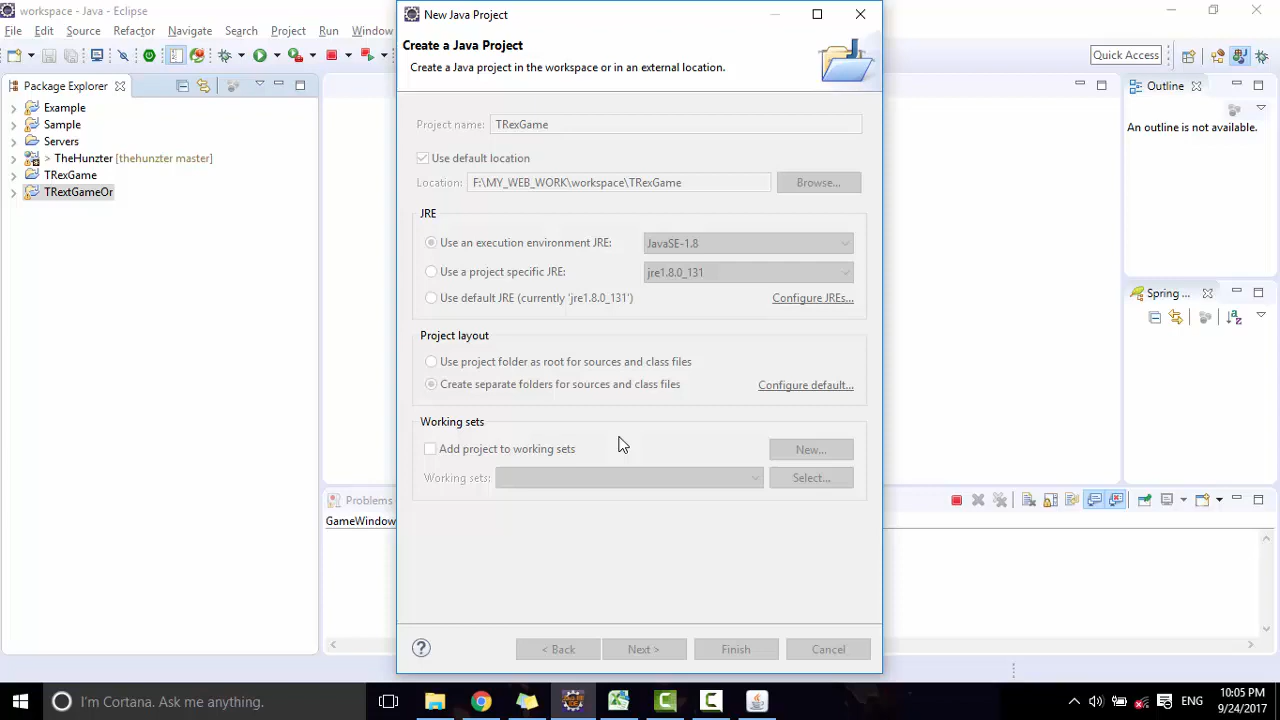 workspace - Java - Eclipse
File Edit Source Refactor Navigate Search Project Run Window
Quick Access
Package Explorer
Example
Sample
Servers
> TheHunzter [thehunzter master]
TRexGame
TRextGameOr
New Java Project
Create a Java Project
Create a Java project in the workspace or in an external location.
Project name: TRexGame
Use default location
Location: F:\MY_WEB_WORK\workspace\TRexGame Browse...
JRE
Use an execution environment JRE: JavaSE-1.8
Use a project specific JRE: jre1.8.0_131
Use default JRE (currently 'jre1.8.0_131') Configure JREs...
Project layout
Use project folder as root for sources and class files
Create separate folders for sources and class files Configure default...
Working sets
Add project to working sets New...
Working sets: Select...
? < Back Next > Finish Cancel
Outline
An outline is not available.
Spring ...
Problems
GameWindow
I'm Cortana. Ask me anything.
ENG
10:05 PM
9/24/2017